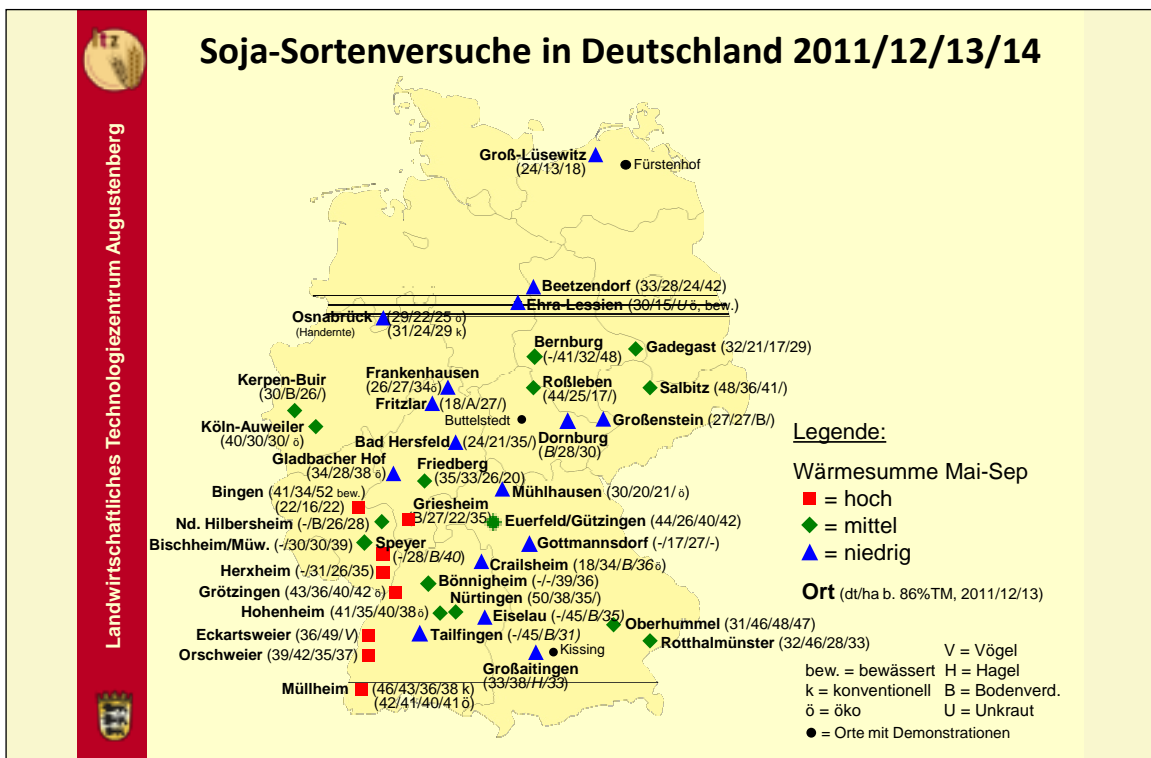 ltz
Landwirtschaftliches Technologiezentrum Augustenberg
Soja-Sortenversuche in Deutschland 2011/12/13/14
Groß-Lüsewitz
(24/13/18)
Fürstenhof
Beetzendorf (33/28/24/42)
Ehra-Lessien (30/15/U ö, bew.)
Osnabrück (29/22/25 ö)
(Handernte) (31/24/29 k)
Bernburg
(-/41/32/48)
Gadegast (32/21/17/29)
Frankenhausen
(26/27/34ö)
Roßleben
(44/25/17/)
Salbitz (48/36/41/)
Kerpen-Buir
(30/B/26/)
Fritzlar (18/A/27/)
Buttelstedt
Großenstein (27/27/B/)
Köln-Auweiler
(40/30/30/ ö)
Dornburg
(B/28/30)
Bad Hersfeld (24/21/35/)
Gladbacher Hof
(34/28/38 ö)
Friedberg
(35/33/26/20)
Mühlhausen (30/20/21/ ö)
Bingen (41/34/52 bew.)
(22/16/22)
Griesheim
(B/27/22/35)
Nd. Hilbersheim (-/B/26/28)
Euerfeld/Gützingen (44/26/40/42)
Bischheim/Müw. (-/30/30/39)
Speyer
(-/28/B/40)
Gottmannsdorf (-/17/27/-)
Herxheim (-/31/26/35)
Crailsheim (18/34/B/36 ö)
Grötzingen (43/36/40/42 ö)
Bönnigheim (-/-/39/36)
Nürtingen (50/38/35/)
Hohenheim (41/35/40/38 ö)
Eiselau (-/45/B/35)
Oberhummel (31/46/48/47)
Eckartsweier (36/49/V)
Tailfingen (-/45/B/31)
Rotthalmünster (32/46/28/33)
Orschweier (39/42/35/37)
Kissing
Großaitingen
(33/38/H/33)
Müllheim (46/43/36/38 k)
(42/41/40/41 ö)
Legende:
Wärmesumme Mai-Sep
= hoch
= mittel
= niedrig
Ort (dt/ha b. 86%TM, 2011/12/13)
V = Vögel
bew. = bewässert H = Hagel
k = konventionell B = Bodenverd.
ö = öko U = Unkraut
= Orte mit Demonstrationen